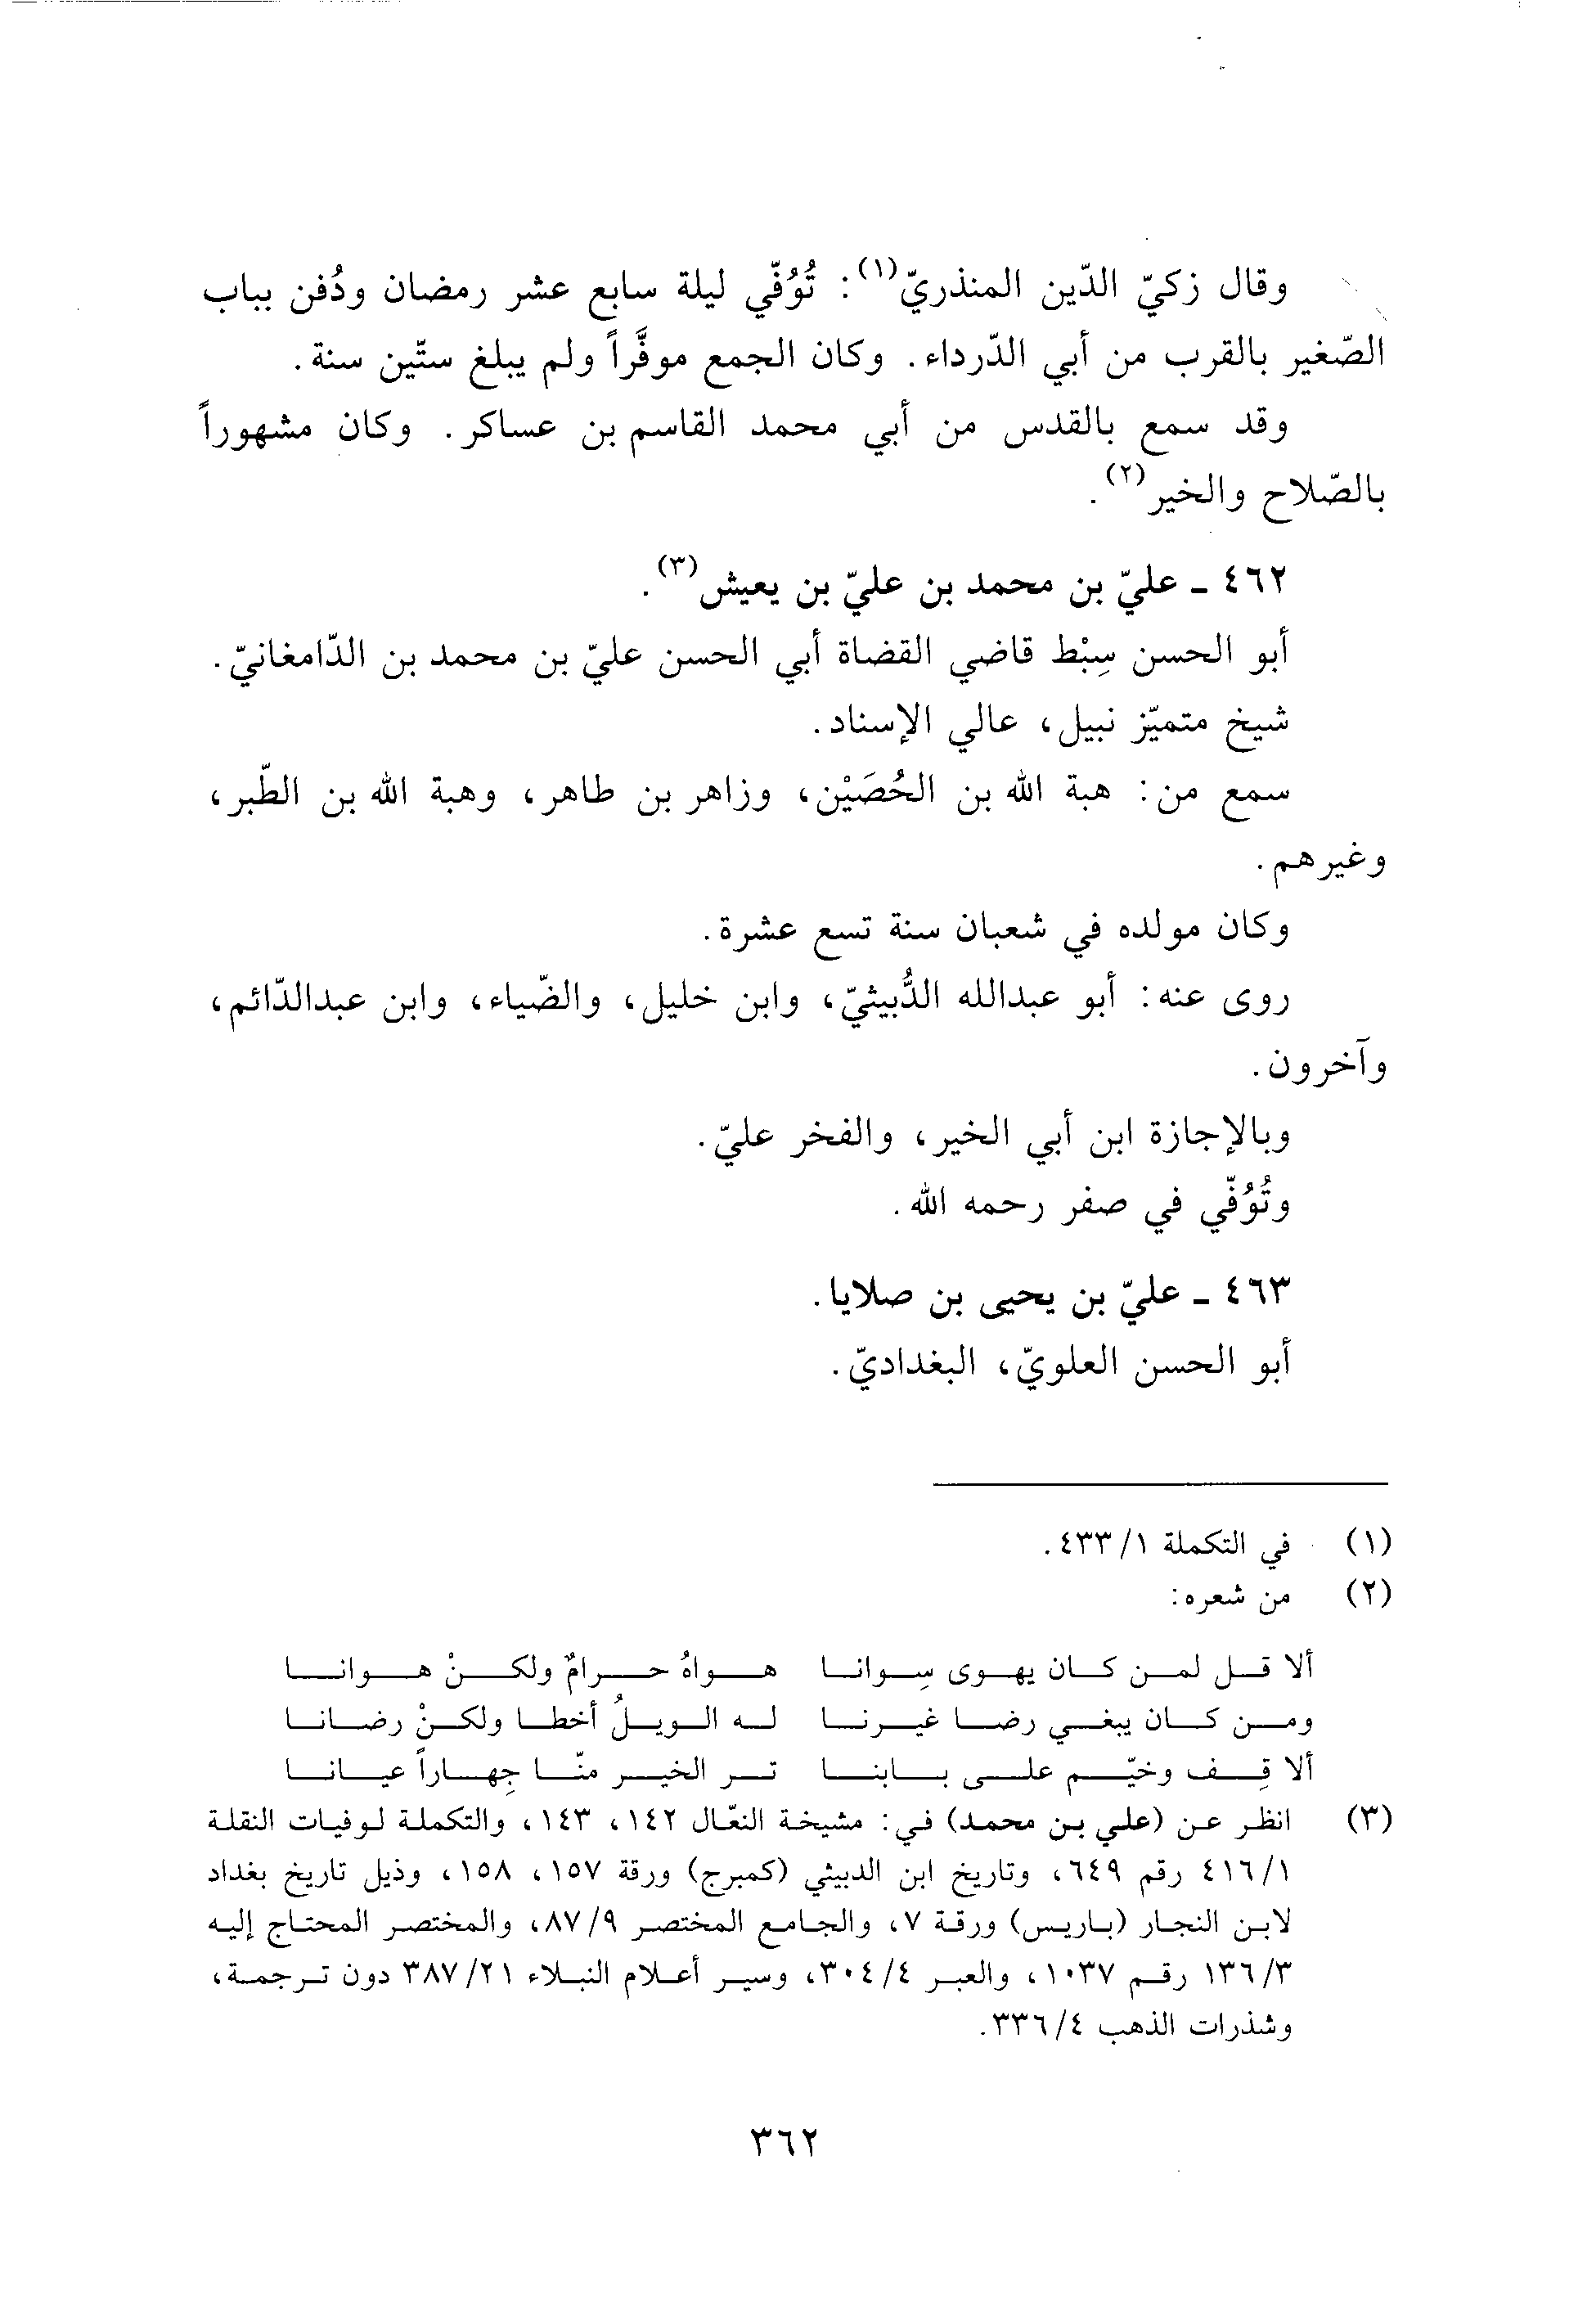 وقال زكيّ الدّين المنذريّ(١): تُوُفّي ليلة سابع عشر رمضان ودُفن بباب
الصّغير بالقرب من أبي الدّرداء. وكان الجمع موفَّراً ولم يبلغ ستّين سنة.
وقد سمع بالقدس من أبي محمد القاسم بن عساكر. وكان مشهوراً
بالصّلاح والخير(٢).
٤٦٢ ـ عليّ بن محمد بن عليّ بن يعيش(٣).
أبو الحسن سِبْط قاضي القضاة أبي الحسن عليّ بن محمد بن الدّامغانيّ.
شيخ متميّز نبيل، عالي الإسناد.
سمع من: هبة الله بن الحُصَيْن، وزاهر بن طاهر، وهبة الله بن الطّبر،
وغيرهم.
وكان مولده في شعبان سنة تسع عشرة.
روى عنه: أبو عبدالله الدُّبيثيّ، وابن خليل، والضّياء، وابن عبدالدّائم،
وآخرون.
وبالإجازة ابن أبي الخير، والفخر عليّ.
وتُوُفّي في صفر رحمه الله.
٤٦٣ ـ عليّ بن يحيى بن صلايا.
أبو الحسن العلويّ، البغداديّ.
(١) في التكملة ١/ ٤٣٣.
(٢) من شعره:
ألا قل لمن كان يهوى سِوانا هواهُ حرامٌ ولكنْ هوانا
ومن كان يبغي رضا غيرنا له الويلُ أخطا ولكنْ رضانا
ألا قِف وخيّم على بابنا تر الخير منّا جِهاراً عيانا
(٣) انظر عن (علي بن محمد) في: مشيخة النعّال ١٤٢، ١٤٣، والتكملة لوفيات النقلة
١/ ٤١٦ رقم ٦٤٩، وتاريخ ابن الدبيثي (كمبرج) ورقة ١٥٧، ١٥٨، وذيل تاريخ بغداد
لابن النجار (باريس) ورقة ٧، والجامع المختصر ٩/ ٨٧، والمختصر المحتاج إليه
٣/ ١٣٦ رقم ١٠٣٧، والعبر ٤/ ٣٠٤، وسير أعلام النبلاء ٢١/ ٣٨٧ دون ترجمة،
وشذرات الذهب ٤/ ٣٣٦.
٣٦٢